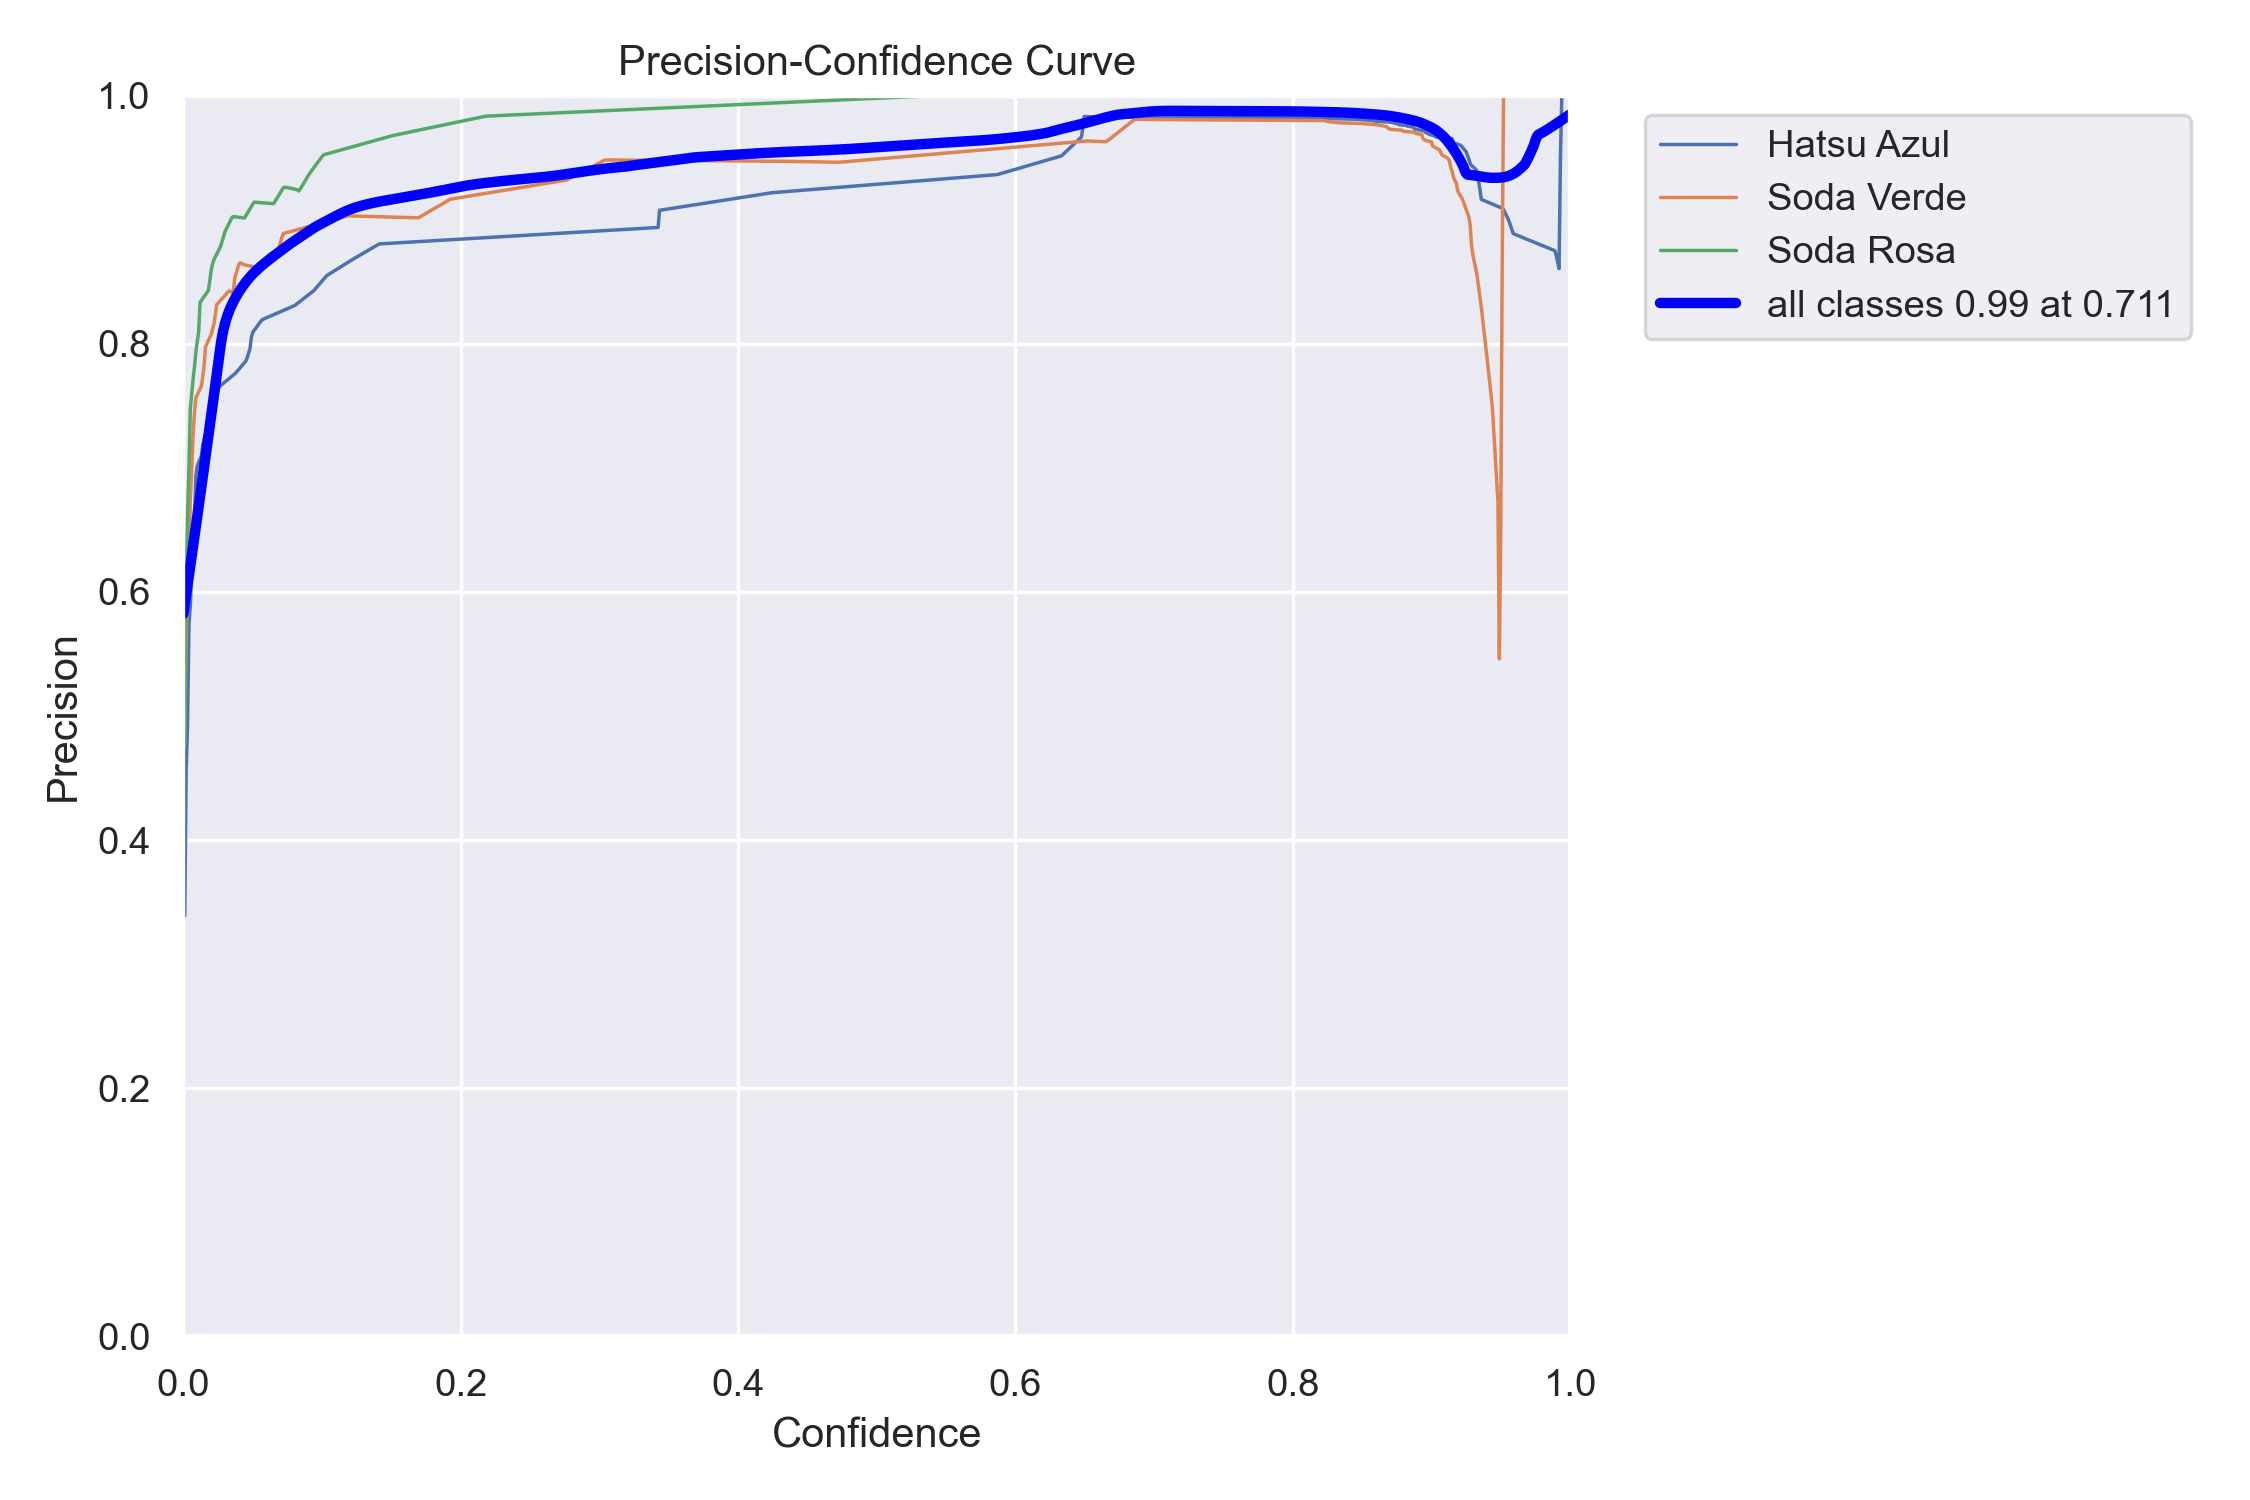 Precision-Confidence Curve
1.0
0.8
0.6
0.4
0.2
0.0
Precision
0.0 0.2 0.4 0.6 0.8 1.0
Confidence
Hatsu Azul
Soda Verde
Soda Rosa
all classes 0.99 at 0.711